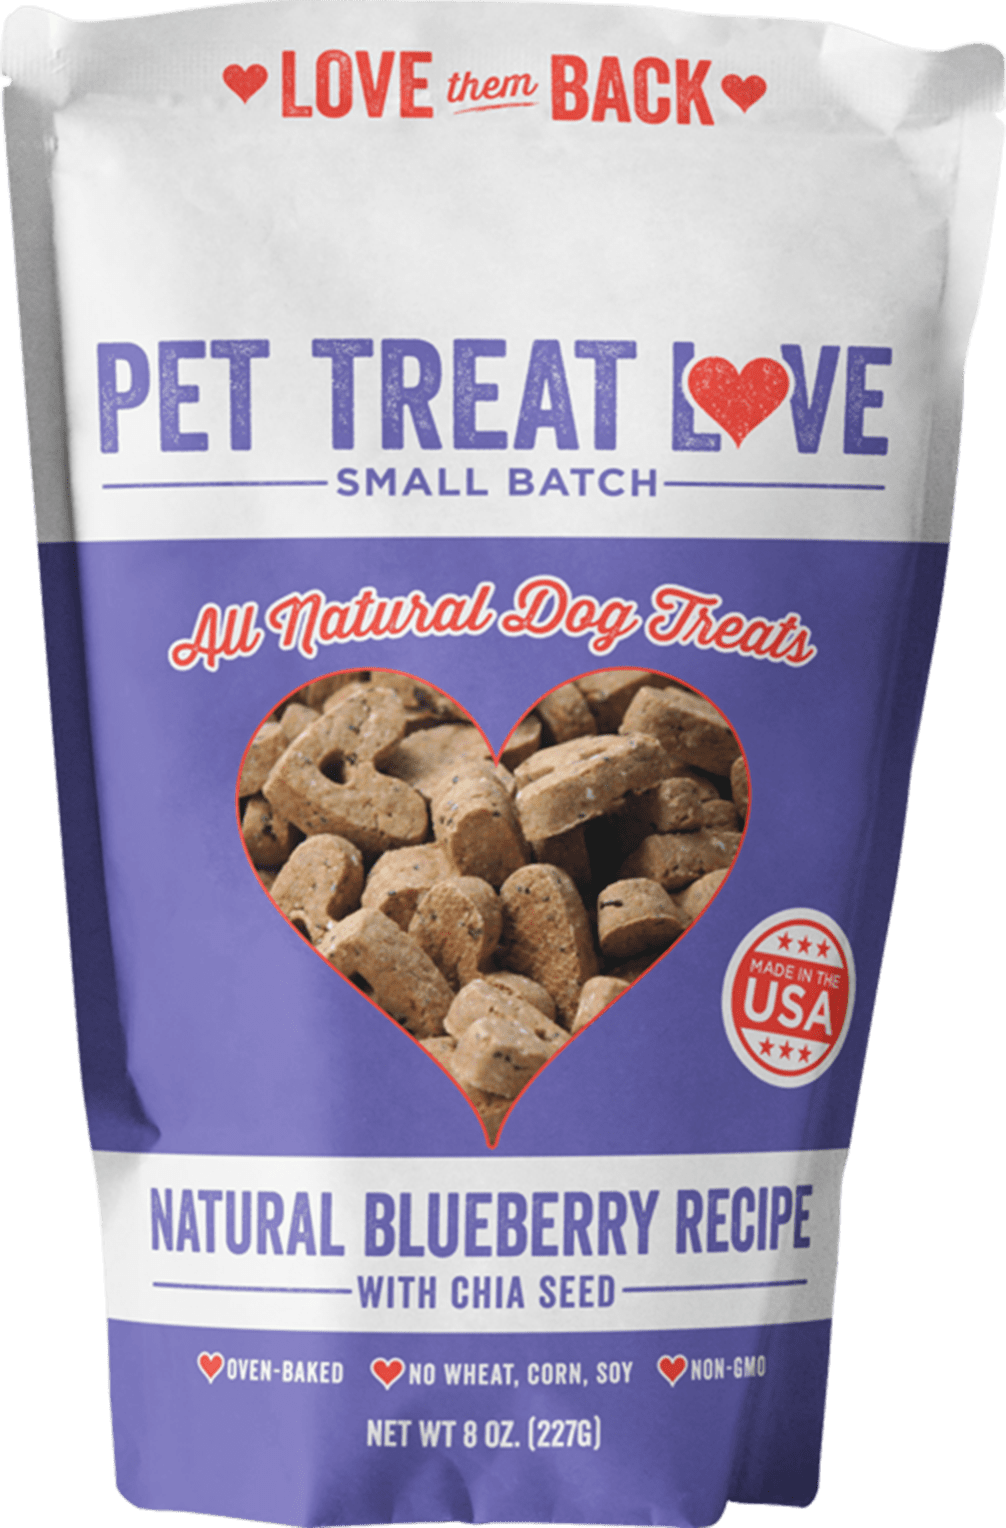 LOVE them BACK
PET TREAT LOVE
SMALL BATCH
All Natural Dog Treats
MADE IN THE
USA
NATURAL BLUEBERRY RECIPE
WITH CHIA SEED
OVEN-BAKED NO WHEAT, CORN, SOY NON-GMO
NET WT 8 OZ. (227G)